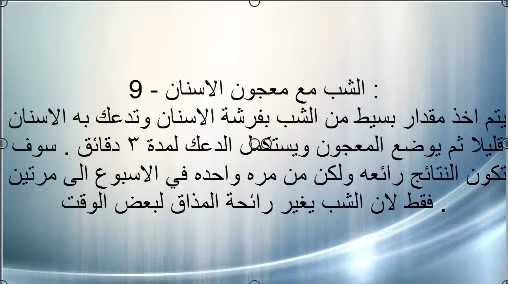 9 - الشب مع معجون الاسنان :
يتم اخذ مقدار بسيط من الشب بفرشة الاسنان وتدعك به الاسنان
قليلا ثم يوضع المعجون ويستكمل الدعك لمدة ٣ دقائق . سوف
تكون النتائج رائعه ولكن من مره واحده في الاسبوع الى مرتين
فقط لان الشب يغير رائحة المذاق لبعض الوقت .